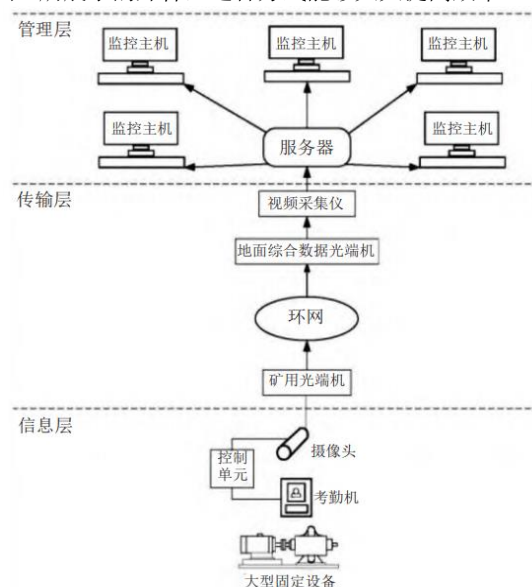 管理层
监控主机
监控主机
监控主机
监控主机
监控主机
服务器
传输层
视频采集仪
地面综合数据光端机
环网
矿用光端机
信息层
摄像头
控制
单元
考勤机
大型固定设备